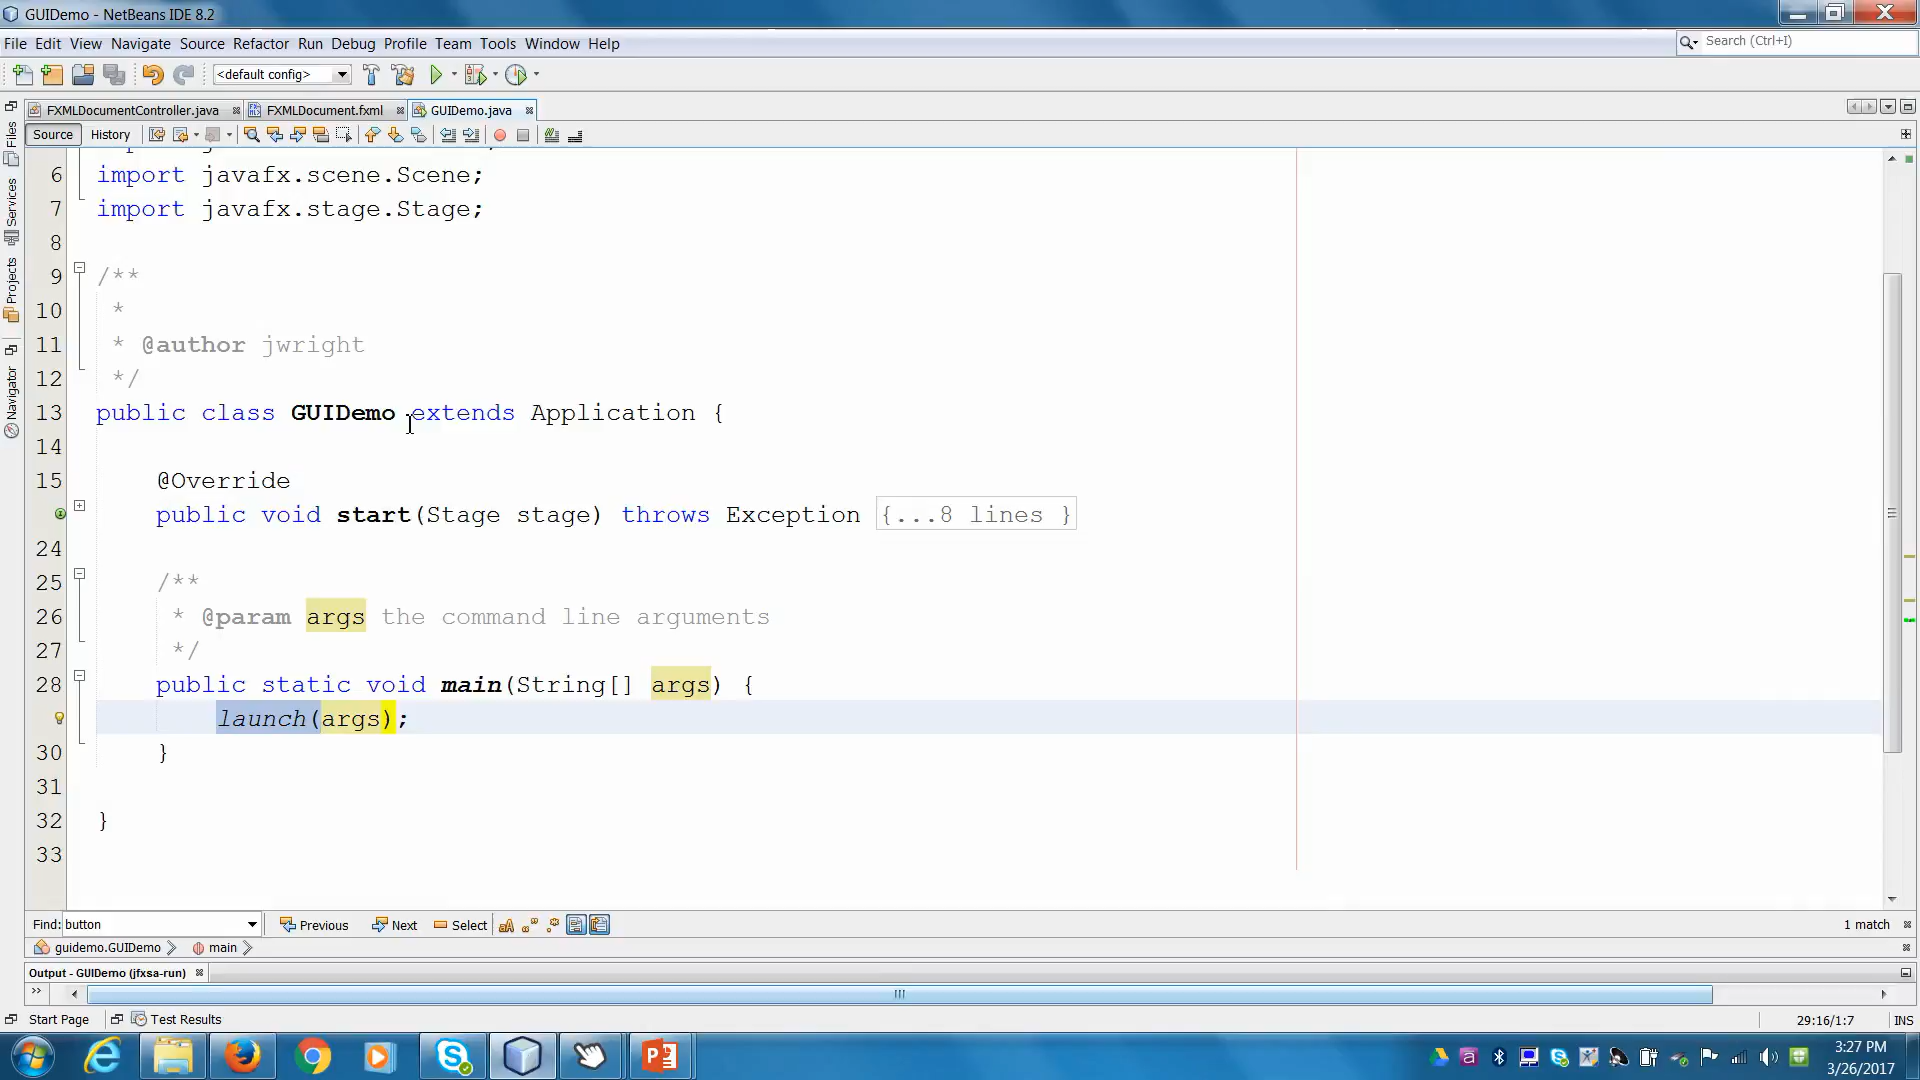 GUIDemo - NetBeans IDE 8.2
File Edit View Navigate Source Refactor Run Debug Profile Team Tools Window Help
Search (Ctrl+I)
<default config>
FXMLDocumentController.java FXMLDocument.fxml GUIDemo.java
Source History
Files
Services
Projects
Navigator
6 import javafx.scene.Scene;
7 import javafx.stage.Stage;
8
9 /**
10 *
11 * @author jwright
12 */
13 public class GUIDemo extends Application {
14
15 @Override
public void start(Stage stage) throws Exception {...8 lines }
24
25 /**
26 * @param args the command line arguments
27 */
28 public static void main(String[] args) {
launch(args);
30 }
31
32 }
33
Find: button Previous Next Select 1 match
guidemo.GUIDemo main
Output - GUIDemo (jfxsa-run)
Start Page Test Results 29:16/1:7 INS
3:27 PM
3/26/2017